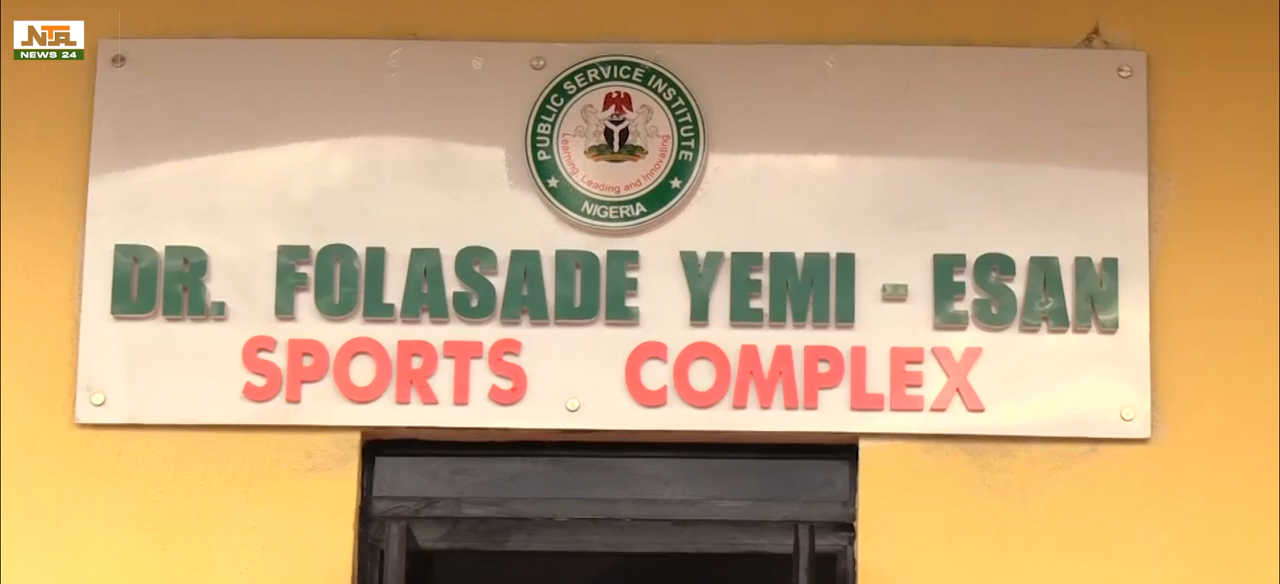 NTA
NEWS 24
PUBLIC SERVICE INSTITUTE
Learning, Leading and Innovating
NIGERIA
DR. FOLASADE YEMI - ESAN
SPORTS COMPLEX